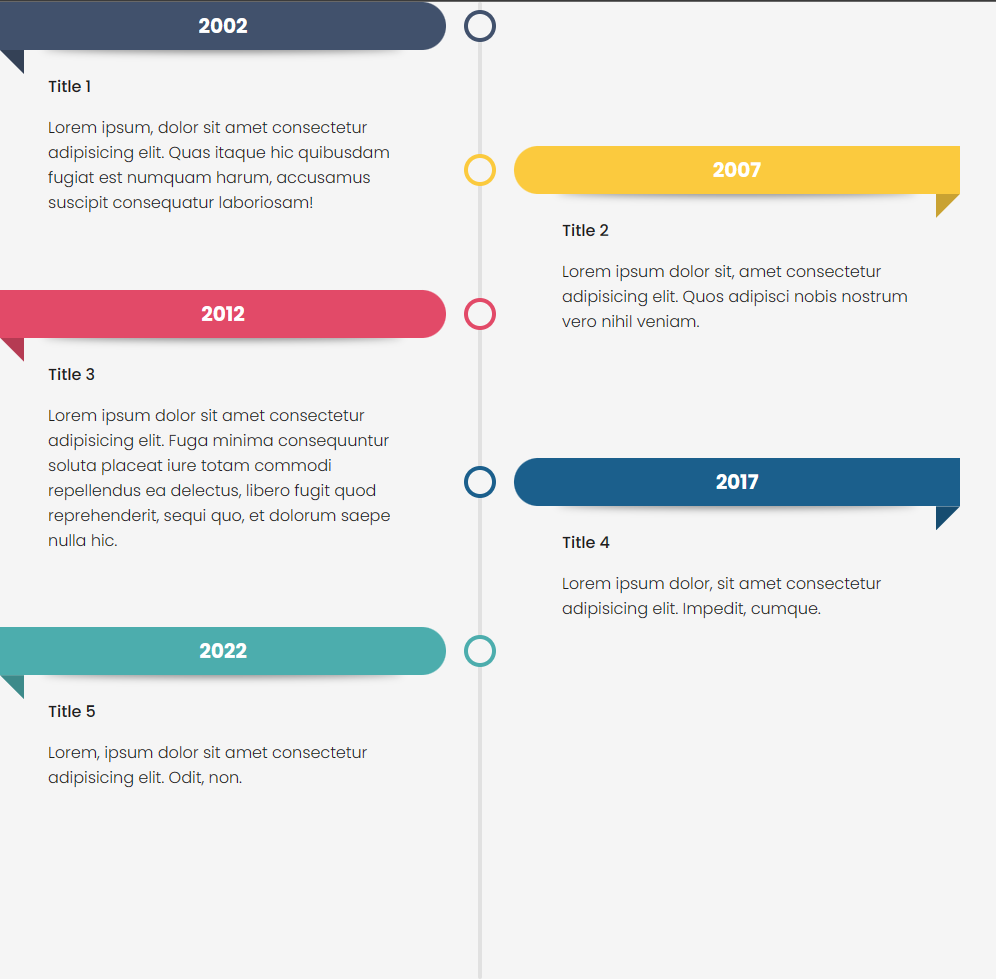 2002
Title 1
Lorem ipsum, dolor sit amet consectetur
adipisicing elit. Quas itaque hic quibusdam
fugiat est numquam harum, accusamus
suscipit consequatur laboriosam!
2007
Title 2
Lorem ipsum dolor sit, amet consectetur
adipisicing elit. Quos adipisci nobis nostrum
vero nihil veniam.
2012
Title 3
Lorem ipsum dolor sit amet consectetur
adipisicing elit. Fuga minima consequuntur
soluta placeat iure totam commodi
repellendus ea delectus, libero fugit quod
reprehenderit, sequi quo, et dolorum saepe
nulla hic.
2017
Title 4
Lorem ipsum dolor, sit amet consectetur
adipisicing elit. Impedit, cumque.
2022
Title 5
Lorem, ipsum dolor sit amet consectetur
adipisicing elit. Odit, non.